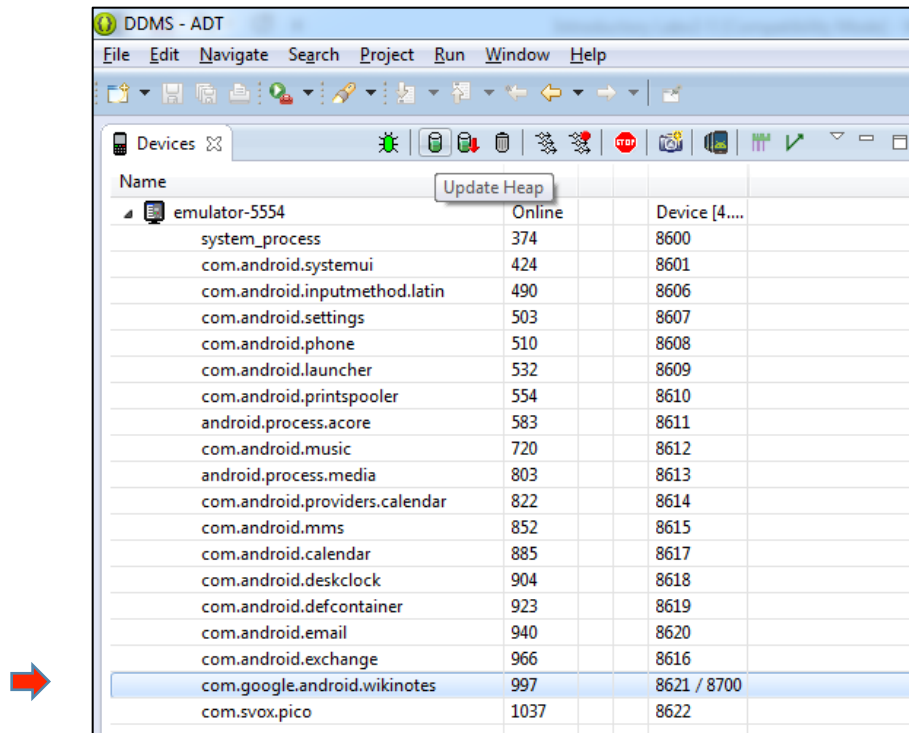 DDMS - ADT
File Edit Navigate Search Project Run Window Help
Devices
STOP
Name
Update Heap
emulator-5554 Online Device [4....
system_process 374 8600
com.android.systemui 424 8601
com.android.inputmethod.latin 490 8606
com.android.settings 503 8607
com.android.phone 510 8608
com.android.launcher 532 8609
com.android.printspooler 554 8610
android.process.acore 583 8611
com.android.music 720 8612
android.process.media 803 8613
com.android.providers.calendar 822 8614
com.android.mms 852 8615
com.android.calendar 885 8617
com.android.deskclock 904 8618
com.android.defcontainer 923 8619
com.android.email 940 8620
com.android.exchange 966 8616
com.google.android.wikinotes 997 8621 / 8700
com.svox.pico 1037 8622